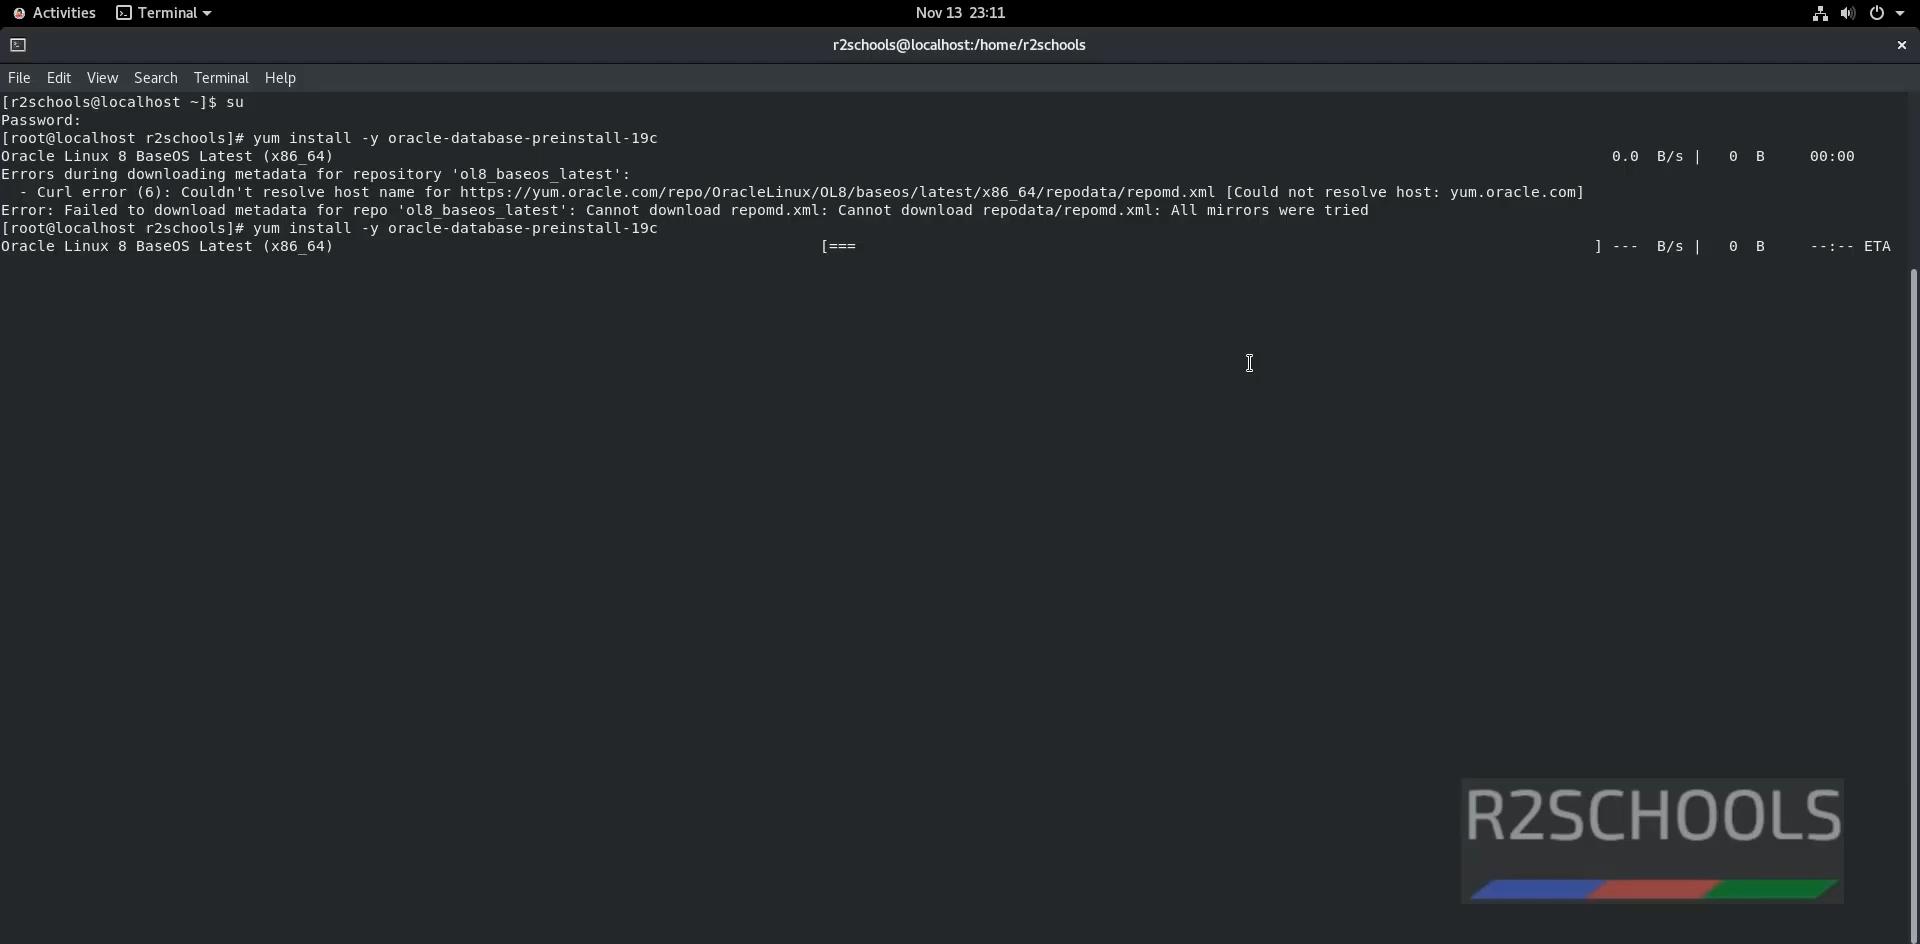 Activities Terminal Nov 13 23:11
r2schools@localhost:/home/r2schools
File Edit View Search Terminal Help
[r2schools@localhost ~]$ su
Password:
[root@localhost r2schools]# yum install -y oracle-database-preinstall-19c
Oracle Linux 8 BaseOS Latest (x86_64) 0.0 B/s | 0 B 00:00
Errors during downloading metadata for repository 'ol8_baseos_latest':
- Curl error (6): Couldn't resolve host name for https://yum.oracle.com/repo/OracleLinux/OL8/baseos/latest/x86_64/repodata/repomd.xml [Could not resolve host: yum.oracle.com]
Error: Failed to download metadata for repo 'ol8_baseos_latest': Cannot download repomd.xml: Cannot download repodata/repomd.xml: All mirrors were tried
[root@localhost r2schools]# yum install -y oracle-database-preinstall-19c
Oracle Linux 8 BaseOS Latest (x86_64) [=== ] --- B/s | 0 B --:-- ETA
R2SCHOOLS